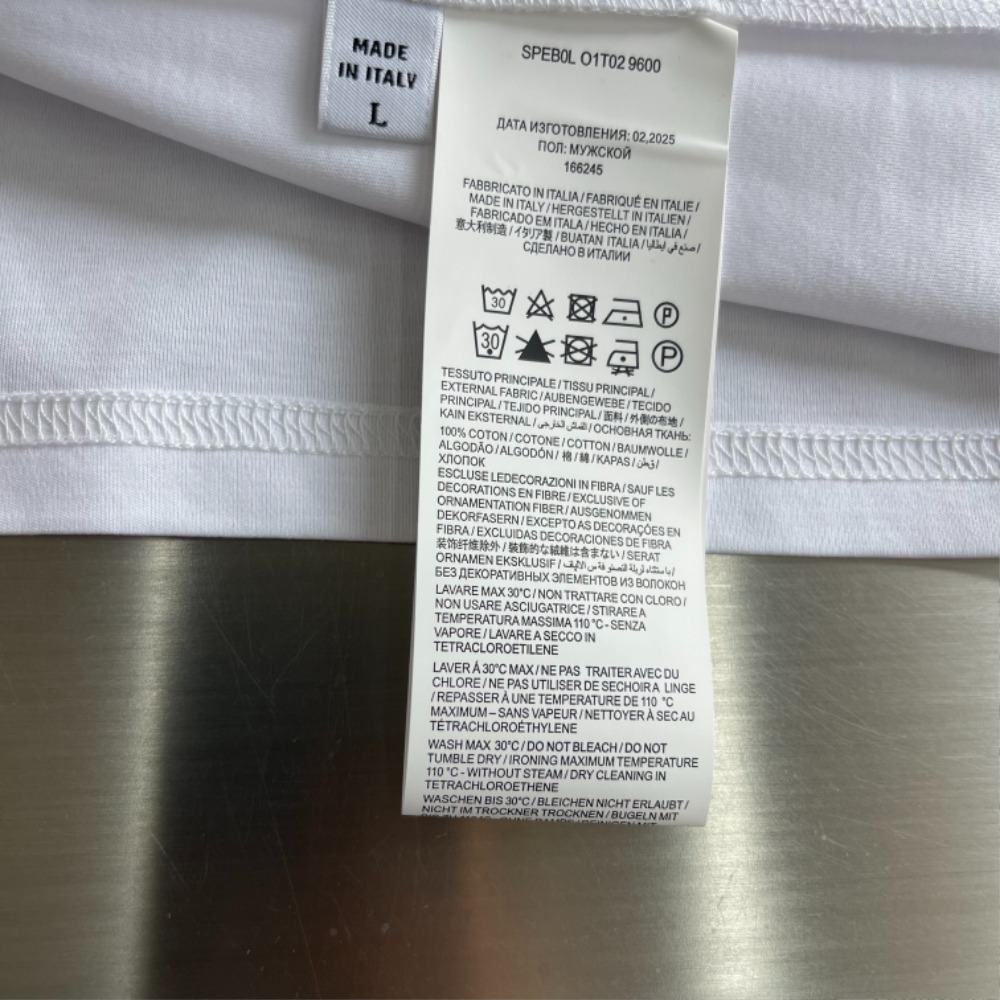 MADE
IN ITALY
L
SPEB0L O1T02 9600
ДАТА ИЗГОТОВЛЕНИЯ: 02,2025
ПОЛ: МУЖСКОЙ
166245
FABBRICATO IN ITALIA / FABRIQUÉ EN ITALIE /
MADE IN ITALY / HERGESTELLT IN ITALIEN /
FABRICADO EM ITALA / HECHO EN ITALIA /
意大利制造 / イタリア製 / BUATAN ITALIA / صنع في ايطاليا /
СДЕЛАНО В ИТАЛИИ
30
P
30
P
TESSUTO PRINCIPALE / TISSU PRINCIPAL /
EXTERNAL FABRIC / AUBENGEWEBE / TECIDO
PRINCIPAL / TEJIDO PRINCIPAL / 面料 / 外側の布地 /
KAIN EKSTERNAL / القماش الخارجي / ОСНОВНАЯ ТКАНЬ:
100% COTON / COTONE / COTTON / BAUMWOLLE /
ALGODÃO / ALGODÓN / 棉 / 綿 / KAPAS / قطن /
ХЛОПОК
ESCLUSE LEDECORAZIONI IN FIBRA / SAUF LES
DECORATIONS EN FIBRE / EXCLUSIVE OF
ORNAMENTATION FIBER / AUSGENOMMEN
DEKORFASERN / EXCEPTO AS DECORAÇÕES EN
FIBRA / EXCLUIDAS DECORACIONES DE FIBRA
装饰纤维除外 / 装飾的な繊維は含まない / SERAT
ORNAMEN EKSKLUSIF /
БЕЗ ДЕКОРАТИВНЫХ ЭЛЕМЕНТОВ ИЗ ВОЛОКОН
LAVARE MAX 30°C / NON TRATTARE CON CLORO /
NON USARE ASCIUGATRICE / STIRARE A
TEMPERATURA MASSIMA 110 °C - SENZA
VAPORE / LAVARE A SECCO IN
TETRACLOROETILENE
LAVER Á 30°C MAX / NE PAS TRAITER AVEC DU
CHLORE / NE PAS UTILISER DE SECHOIR A LINGE
/ REPASSER À UNE TEMPERATURE DE 110 °C
MAXIMUM – SANS VAPEUR / NETTOYER À SEC AU
TÉTRACHLOROÉTHYLENE
WASH MAX 30°C / DO NOT BLEACH / DO NOT
TUMBLE DRY / IRONING MAXIMUM TEMPERATURE
110 °C - WITHOUT STEAM / DRY CLEANING IN
TETRACHLOROETHENE
WASCHEN BIS 30°C / BLEICHEN NICHT ERLAUBT /
NICHT IM TROCKNER TROCKNEN / BUGELN MIT